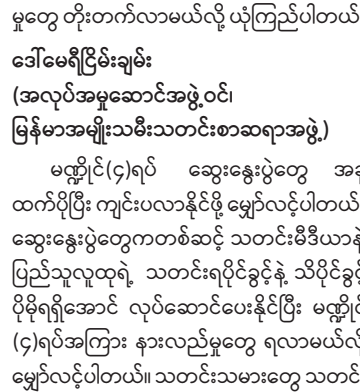 မှုတွေ တိုးတက်လာမယ်လို့ ယုံကြည်ပါတယ်
ဒေါ်မေရီငြိမ်းချမ်း
(အလုပ်အမှုဆောင်အဖွဲ့ဝင်၊
မြန်မာအမျိုးသမီးသတင်းစာဆရာအဖွဲ့)
မဏ္ဍိုင်(၄)ရပ် ဆွေးနွေးပွဲတွေ
ထက်ပိုပြီး ကျင်းပလာနိုင်ဖို့ မျှော်လင့်ပါတယ်
ဆွေးနွေးပွဲတွေကတစ်ဆင့် သတင်းမီဒီယာနဲ့
ပြည်သူလူထုရဲ့ သတင်းရပိုင်ခွင့်နဲ့ သိပိုင်ခွင့်
ပိုမိုရရှိအောင် လုပ်ဆောင်ပေးနိုင်ပြီး မဏ္ဍိုင်
(၄)ရပ်အကြား နားလည်မှုတွေ ရလာမယ်လို့
မျှော်လင့်ပါတယ်။ သတင်းသမားတွေ သတင်း